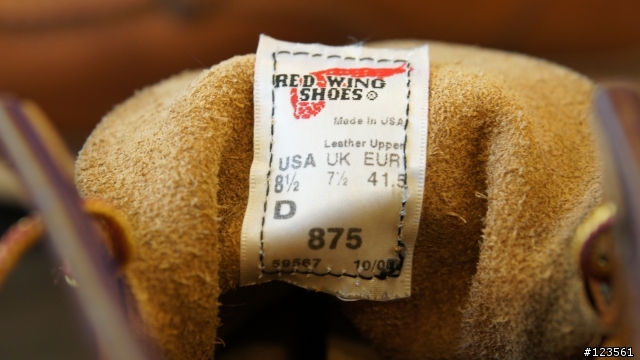 RED WING
SHOES
Made in USA
Leather Upper
USA UK EUR
8½ 7½ 41.5
D
875
59567
#123561